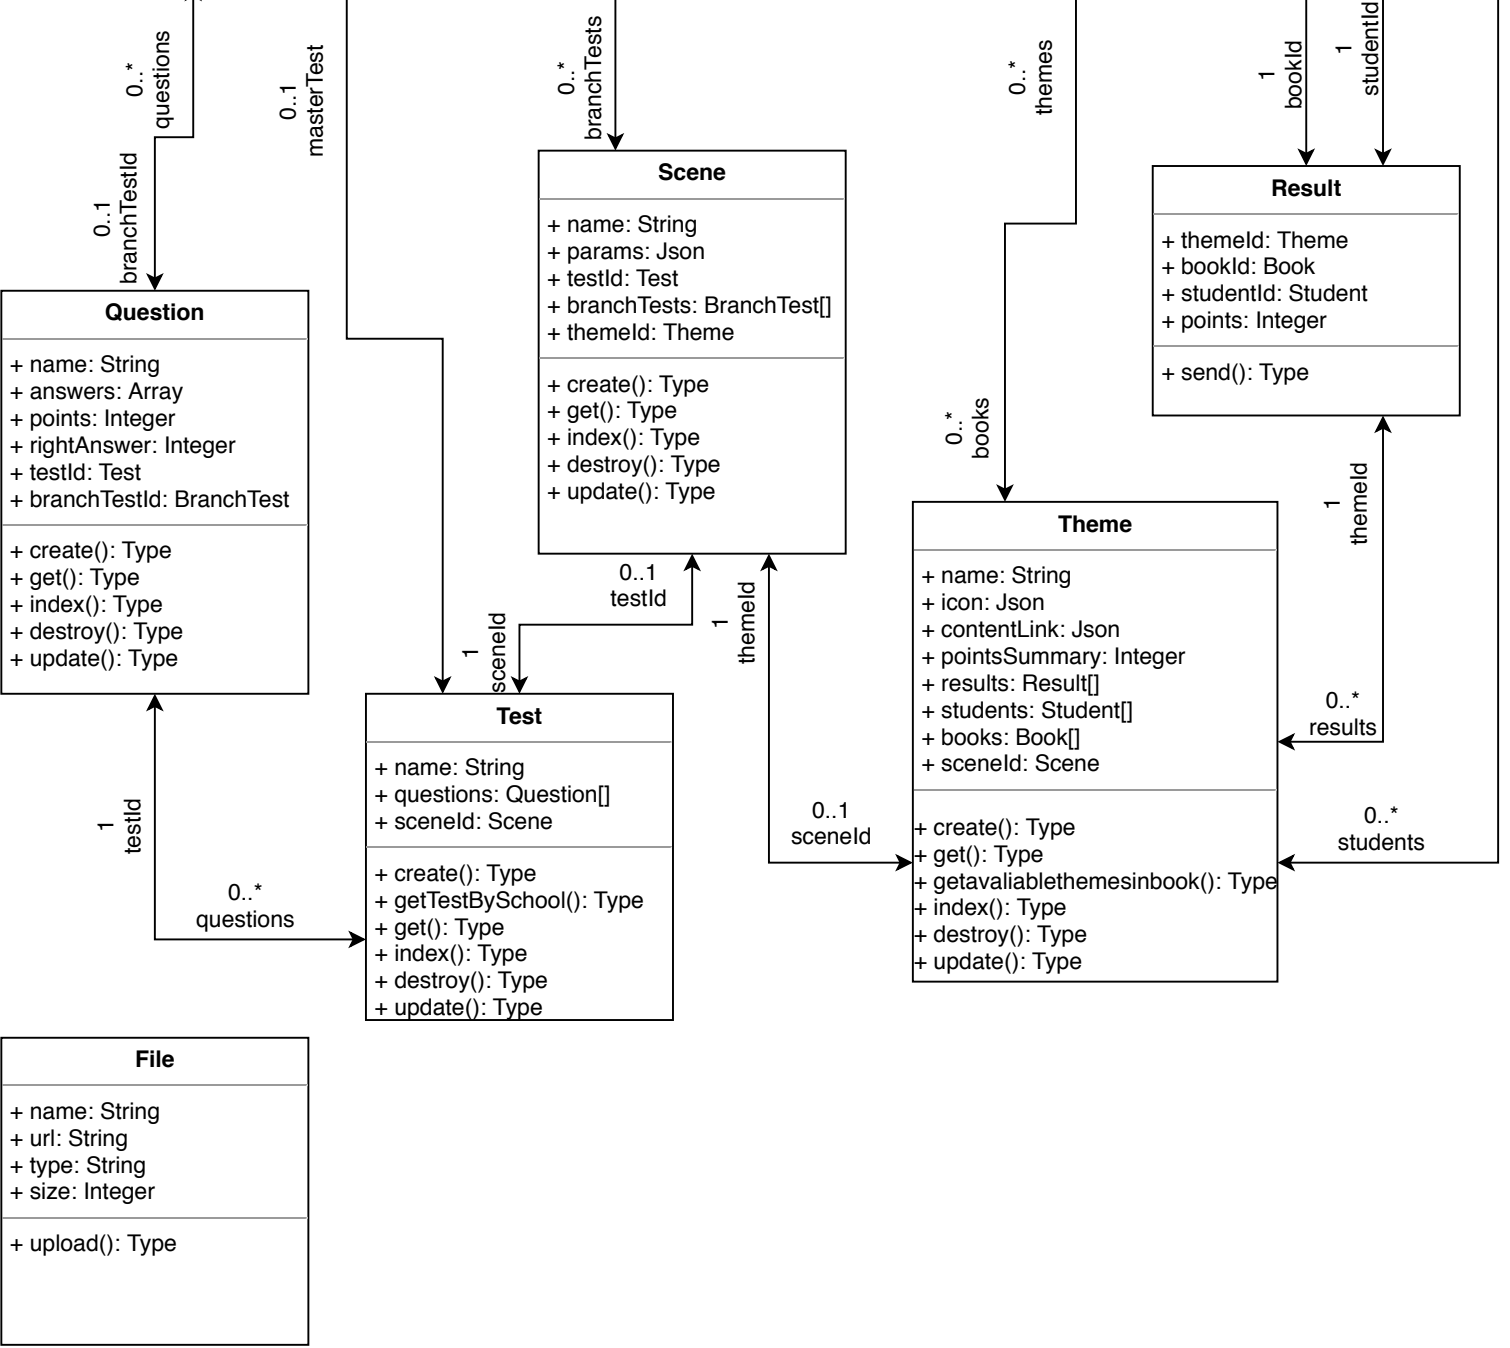 0..*
questions
0..1
branchTestId
0..1
masterTest
0..*
branchTests
0..*
themes
1
bookId
1
studentId
Scene
+ name: String
+ params: Json
+ testId: Test
+ branchTests: BranchTest[]
+ themeId: Theme
+ create(): Type
+ get(): Type
+ index(): Type
+ destroy(): Type
+ update(): Type
Result
+ themeId: Theme
+ bookId: Book
+ studentId: Student
+ points: Integer
+ send(): Type
Question
+ name: String
+ answers: Array
+ points: Integer
+ rightAnswer: Integer
+ testId: Test
+ branchTestId: BranchTest
+ create(): Type
+ get(): Type
+ index(): Type
+ destroy(): Type
+ update(): Type
0..*
books
1
themeId
0..1
testId
1
sceneId
1
themeId
Theme
+ name: String
+ icon: Json
+ contentLink: Json
+ pointsSummary: Integer
+ results: Result[]
+ students: Student[]
+ books: Book[]
+ sceneId: Scene
+ create(): Type
+ get(): Type
+ getavaliablethemesinbook(): Type
+ index(): Type
+ destroy(): Type
+ update(): Type
0..*
results
0..*
students
0..1
sceneId
Test
+ name: String
+ questions: Question[]
+ sceneId: Scene
+ create(): Type
+ getTestBySchool(): Type
+ get(): Type
+ index(): Type
+ destroy(): Type
+ update(): Type
1
testId
0..*
questions
File
+ name: String
+ url: String
+ type: String
+ size: Integer
+ upload(): Type